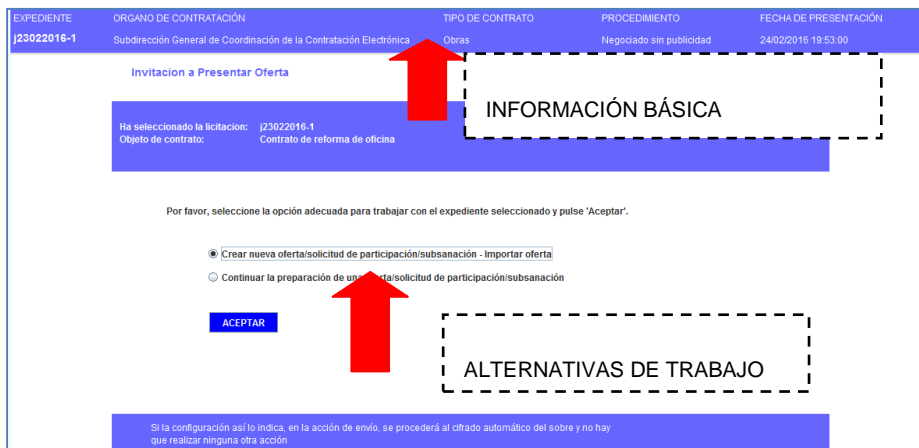 EXPEDIENTE ORGANO DE CONTRATACIÓN TIPO DE CONTRATO PROCEDIMIENTO FECHA DE PRESENTACIÓN
j23022016-1 Subdirección General de Coordinación de la Contratación Electrónica Obras Negociado sin publicidad 24/02/2016 19:53:00
Invitacion a Presentar Oferta
INFORMACIÓN BÁSICA
Ha seleccionado la licitacion: j23022016-1
Objeto de contrato: Contrato de reforma de oficina
Por favor, seleccione la opción adecuada para trabajar con el expediente seleccionado y pulse 'Aceptar'.
Crear nueva oferta/solicitud de participación/subsanación - Importar oferta
Continuar la preparación de una oferta/solicitud de participación/subsanación
ACEPTAR
ALTERNATIVAS DE TRABAJO
Si la configuración así lo indica, en la acción de envío, se procederá al cifrado automático del sobre y no hay
que realizar ninguna otra acción